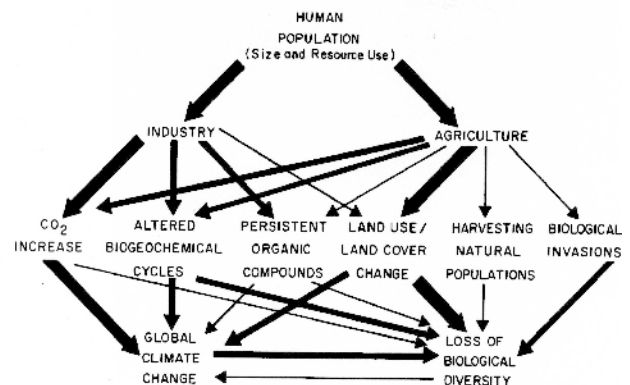 HUMAN
POPULATION
(Size and Resource Use)
INDUSTRY
AGRICULTURE
CO₂
INCREASE
ALTERED
BIOGEOCHEMICAL
CYCLES
PERSISTENT
ORGANIC
COMPOUNDS
LAND USE/
LAND COVER
CHANGE
HARVESTING
NATURAL
POPULATIONS
BIOLOGICAL
INVASIONS
GLOBAL
CLIMATE
CHANGE
LOSS OF
BIOLOGICAL
DIVERSITY